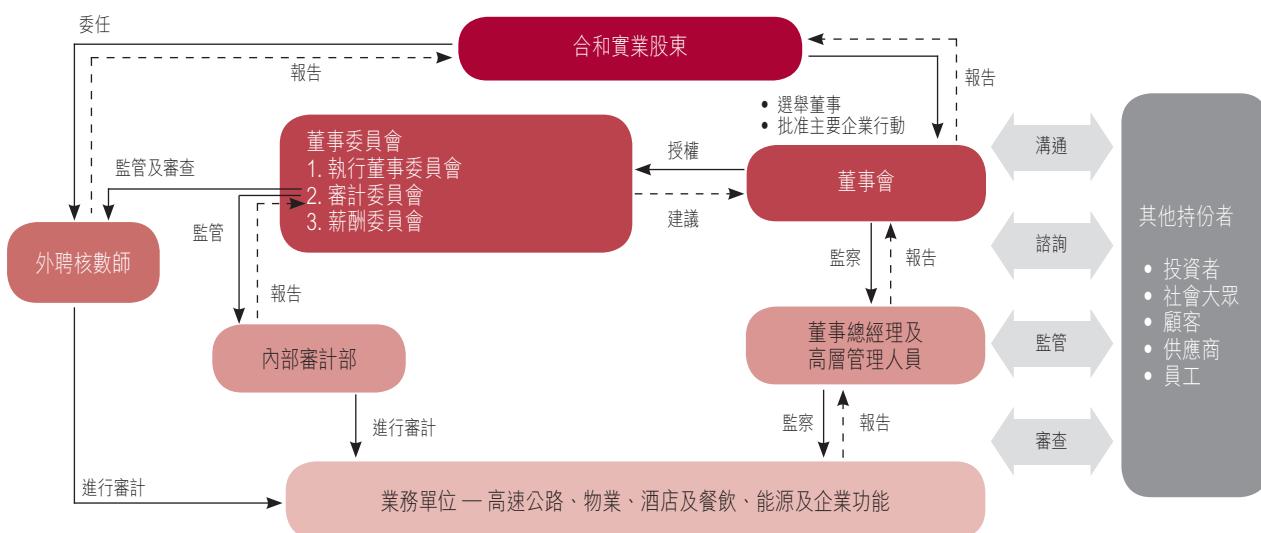 委任
合和實業股東
報告
報告
• 選舉董事
• 批准主要企業行動
董事委員會
1. 執行董事委員會
2. 審計委員會
3. 薪酬委員會
授權
建議
董事會
溝通
監管及審查
監管
外聘核數師
報告
內部審計部
監察
報告
董事總經理及
高層管理人員
諮詢
監管
其他持份者
• 投資者
• 社會大眾
• 顧客
• 供應商
• 員工
進行審計
監察
報告
審查
進行審計
業務單位 — 高速公路、物業、酒店及餐飲、能源及企業功能